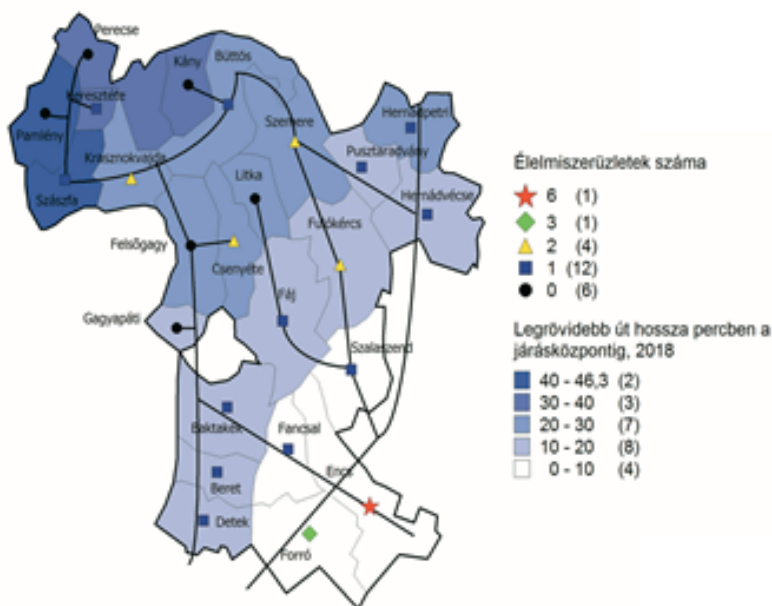 Perecse
Kány
Büttös
Keresztéte
Hernádpetri
Pamlény
Szemere
Krasznokvajda
Pusztaradvány
Litka
Szászfa
Hernádvécse
Fulókércs
Felsőgagy
Csenyéte
Gagyapáti
Fáj
Szalaszend
Baktakék
Fancsal
Beret
Encs
Detek
Forró
Élelmiszerüzletek száma
6 (1)
3 (1)
2 (4)
1 (12)
0 (6)
Legrövidebb út hossza percben a
járásközpontig, 2018
40 - 46,3 (2)
30 - 40 (3)
20 - 30 (7)
10 - 20 (8)
0 - 10 (4)